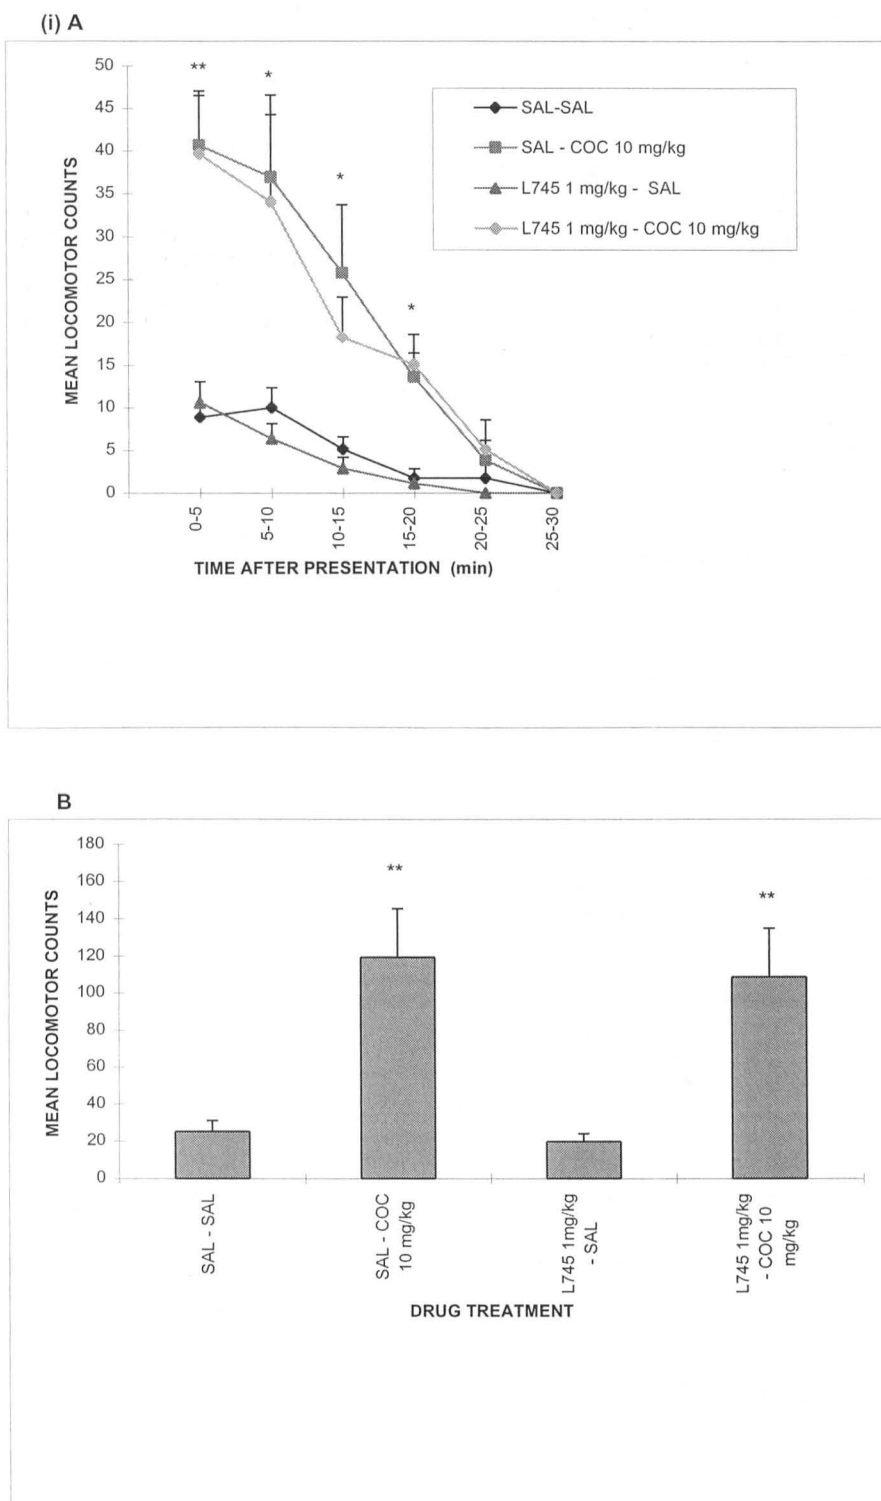 (i) A
50
45
40
35
30
25
20
15
10
5
0
MEAN LOCOMOTOR COUNTS
**
*
*
*
SAL-SAL
SAL - COC 10 mg/kg
L745 1 mg/kg - SAL
L745 1 mg/kg - COC 10 mg/kg
0-5
5-10
10-15
15-20
20-25
25-30
TIME AFTER PRESENTATION (min)
B
180
160
140
120
100
80
60
40
20
0
MEAN LOCOMOTOR COUNTS
**
**
SAL - SAL
SAL - COC
10 mg/kg
L745 1mg/kg
- SAL
L745 1mg/kg
- COC 10
mg/kg
DRUG TREATMENT